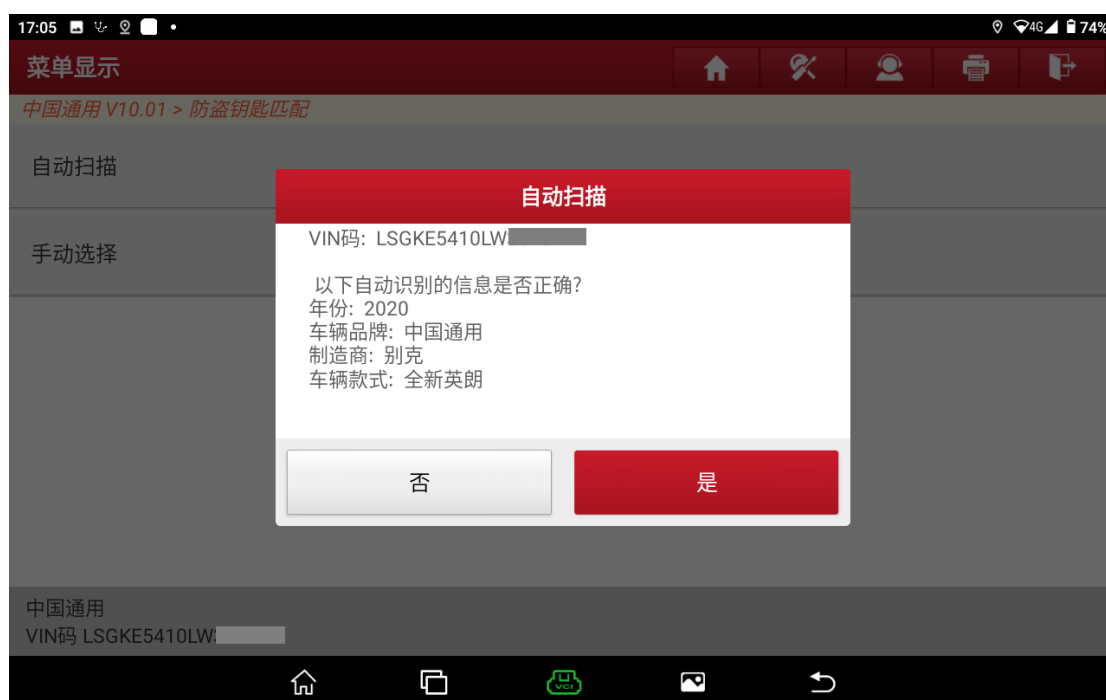 17:05
4G 74%
菜单显示
中国通用 V10.01 > 防盗钥匙匹配
自动扫描
手动选择
自动扫描
VIN码: LSGKE5410LW
以下自动识别的信息是否正确?
年份: 2020
车辆品牌: 中国通用
制造商: 别克
车辆款式: 全新英朗
否
是
中国通用
VIN码 LSGKE5410LW
VCI